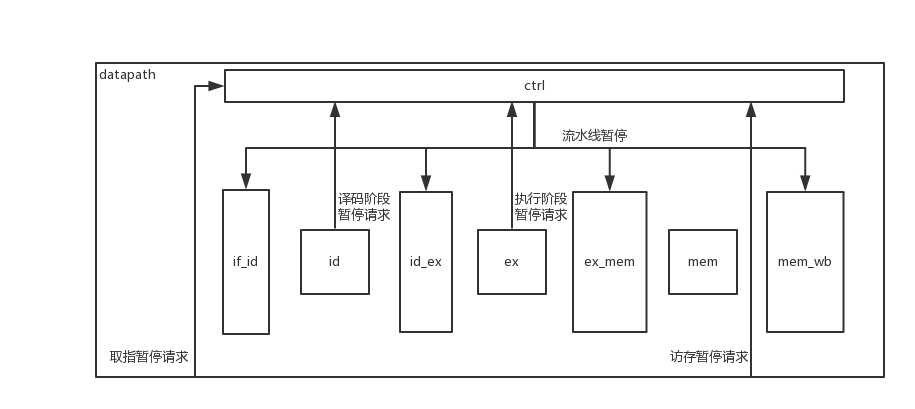 datapath
ctrl
流水线暂停
译码阶段
暂停请求
执行阶段
暂停请求
if_id
id
id_ex
ex
ex_mem
mem
mem_wb
取指暂停请求
访存暂停请求